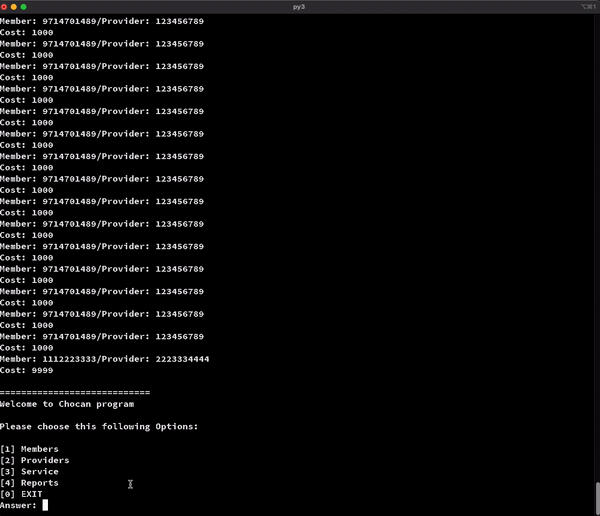 py3
⌥⌘1
Member: 9714701489/Provider: 123456789
Cost: 1000
Member: 9714701489/Provider: 123456789
Cost: 1000
Member: 9714701489/Provider: 123456789
Cost: 1000
Member: 9714701489/Provider: 123456789
Cost: 1000
Member: 9714701489/Provider: 123456789
Cost: 1000
Member: 9714701489/Provider: 123456789
Cost: 1000
Member: 9714701489/Provider: 123456789
Cost: 1000
Member: 9714701489/Provider: 123456789
Cost: 1000
Member: 9714701489/Provider: 123456789
Cost: 1000
Member: 9714701489/Provider: 123456789
Cost: 1000
Member: 9714701489/Provider: 123456789
Cost: 1000
Member: 9714701489/Provider: 123456789
Cost: 1000
Member: 9714701489/Provider: 123456789
Cost: 1000
Member: 9714701489/Provider: 123456789
Cost: 1000
Member: 9714701489/Provider: 123456789
Cost: 1000
Member: 1112223333/Provider: 2223334444
Cost: 9999
============================
Welcome to Chocan program
Please choose this following Options:
[1] Members
[2] Providers
[3] Service
[4] Reports
[0] EXIT
Answer: